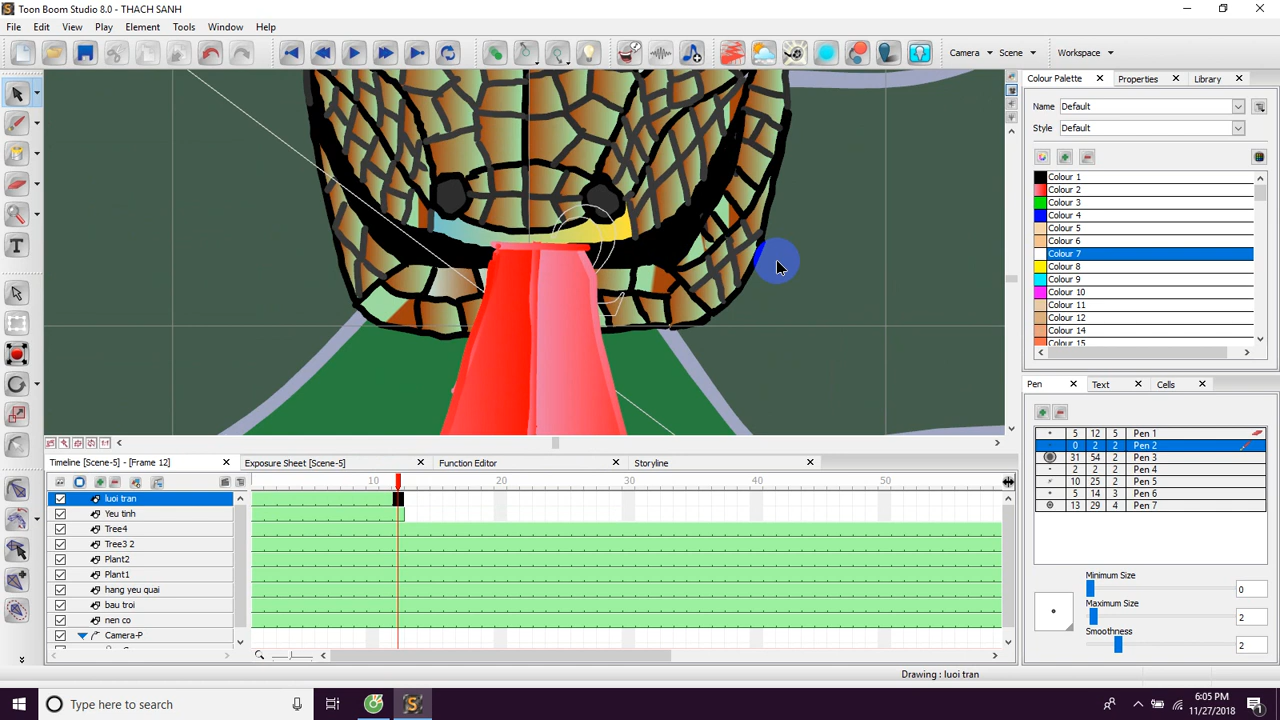 Toon Boom Studio 8.0 - THACH SANH
File Edit View Play Element Tools Window Help
Camera Scene Workspace
Colour Palette Properties Library
Name Default
Style Default
Colour 1
Colour 2
Colour 3
Colour 4
Colour 5
Colour 6
Colour 7
Colour 8
Colour 9
Colour 10
Colour 11
Colour 12
Colour 14
Colour 15
Pen Text Cells
5 12 5 Pen 1
0 2 2 Pen 2
31 54 2 Pen 3
2 2 2 Pen 4
10 25 2 Pen 5
5 14 3 Pen 6
13 29 4 Pen 7
Minimum Size
0
Maximum Size
2
Smoothness
2
Timeline [Scene-5] - [Frame 12] Exposure Sheet [Scene-5] Function Editor Storyline
10 20 30 40 50
luoi tran
Yeu tinh
Tree4
Tree3 2
Plant2
Plant1
hang yeu quai
bau troi
nen co
Camera-P
Drawing : luoi tran
Type here to search
6:05 PM
11/27/2018